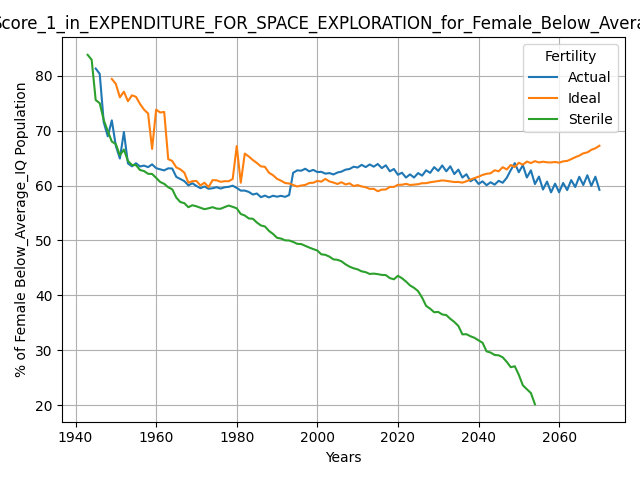 Score_1_in_EXPENDITURE_FOR_SPACE_EXPLORATION_for_Female_Below_Avera
Fertility
Actual
Ideal
Sterile
80
70
60
50
40
30
20
% of Female Below_Average_IQ Population
1940 1960 1980 2000 2020 2040 2060
Years